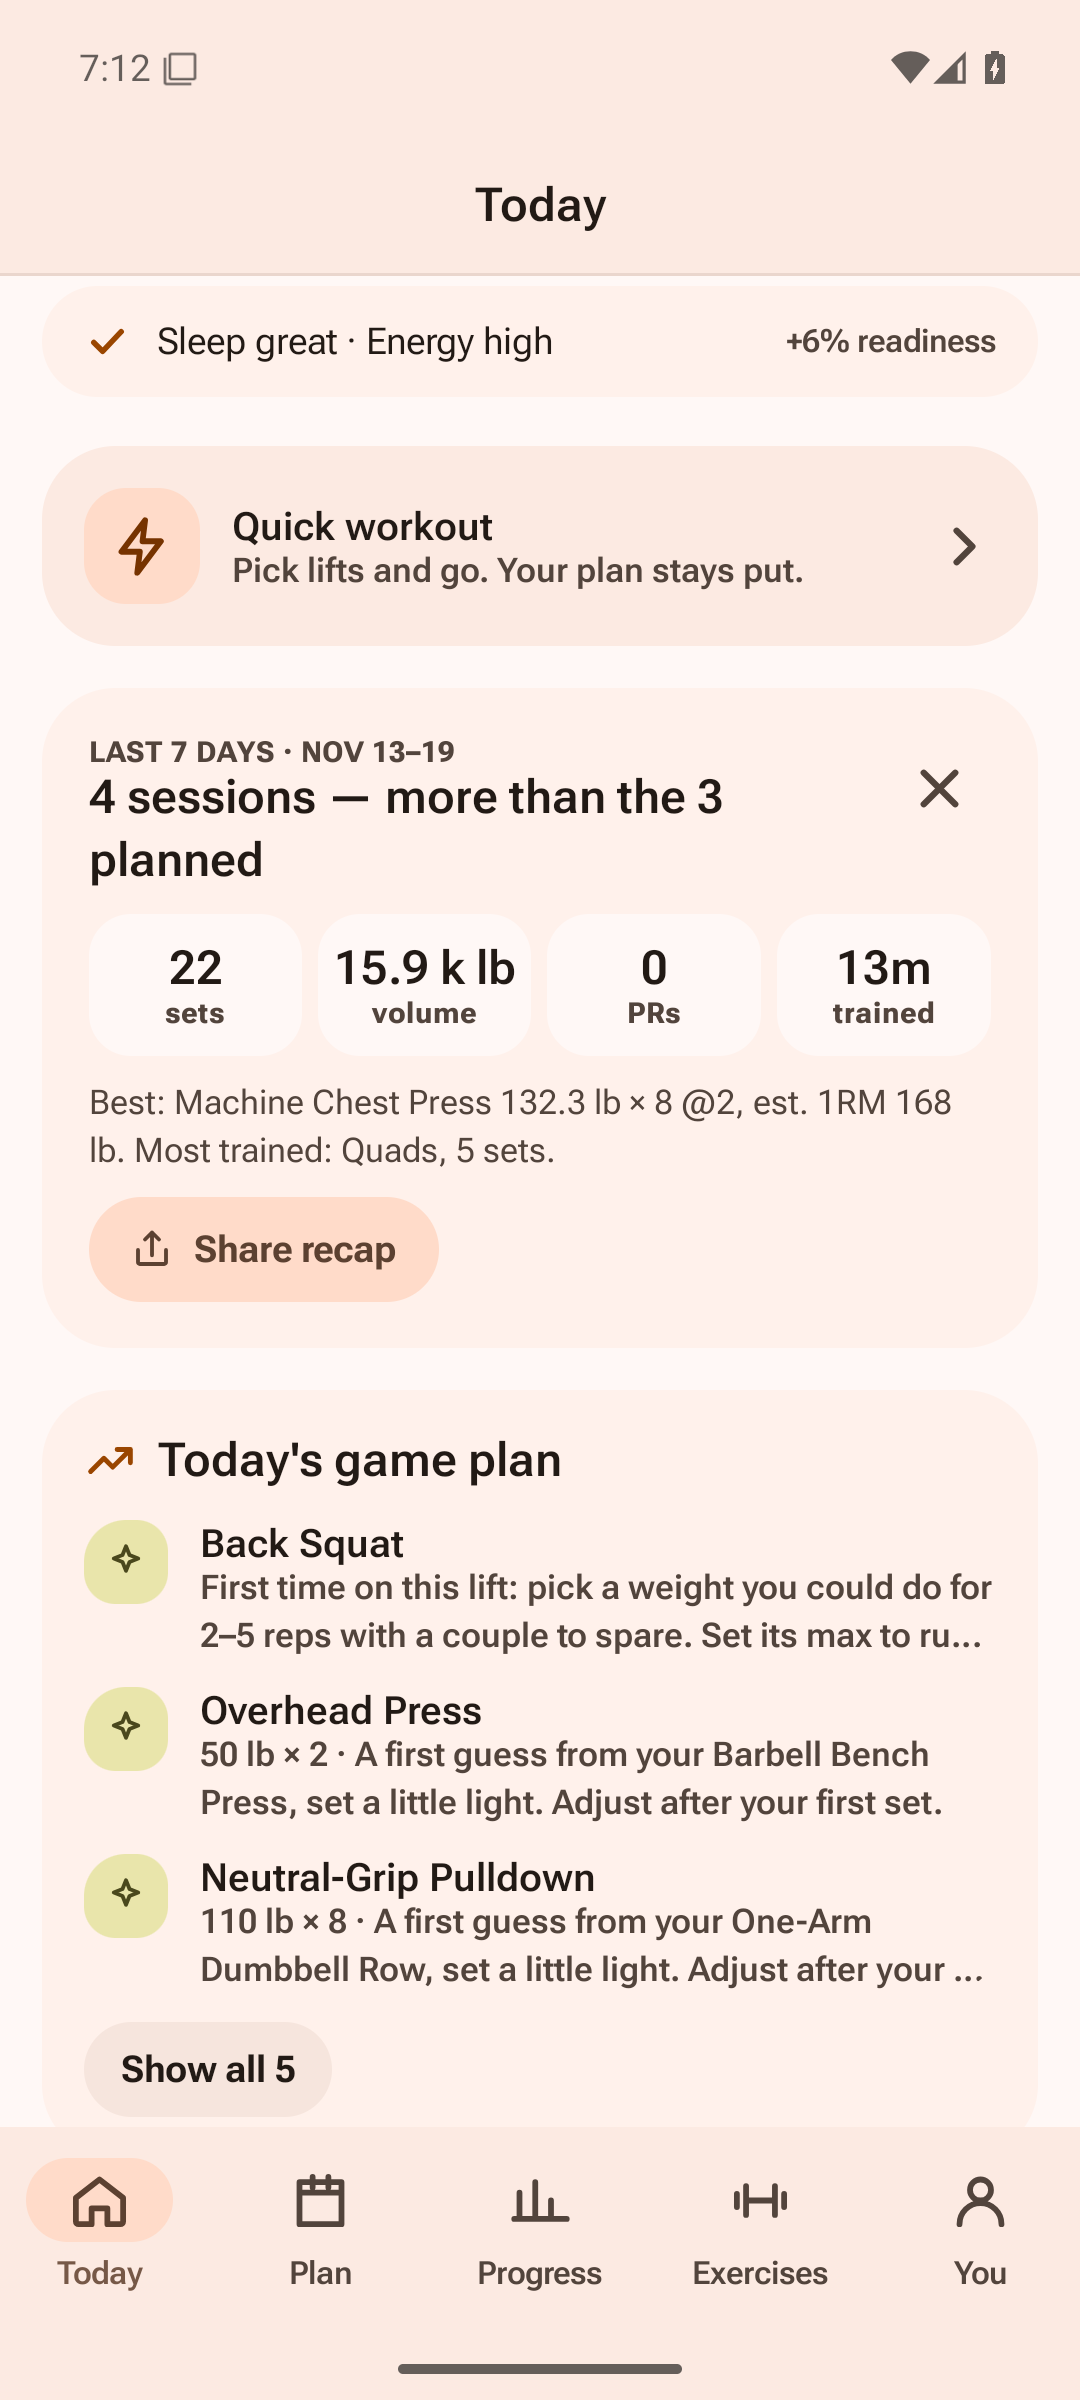 7:12
Today
Sleep great · Energy high
+6% readiness
Quick workout
Pick lifts and go. Your plan stays put.
LAST 7 DAYS · NOV 13–19
4 sessions — more than the 3
planned
22
sets
15.9 k lb
volume
0
PRs
13m
trained
Best: Machine Chest Press 132.3 lb × 8 @2, est. 1RM 168
lb. Most trained: Quads, 5 sets.
Share recap
Today's game plan
Back Squat
First time on this lift: pick a weight you could do for
2–5 reps with a couple to spare. Set its max to ru...
Overhead Press
50 lb × 2 · A first guess from your Barbell Bench
Press, set a little light. Adjust after your first set.
Neutral-Grip Pulldown
110 lb × 8 · A first guess from your One-Arm
Dumbbell Row, set a little light. Adjust after your ...
Show all 5
Today
Plan
Progress
Exercises
You